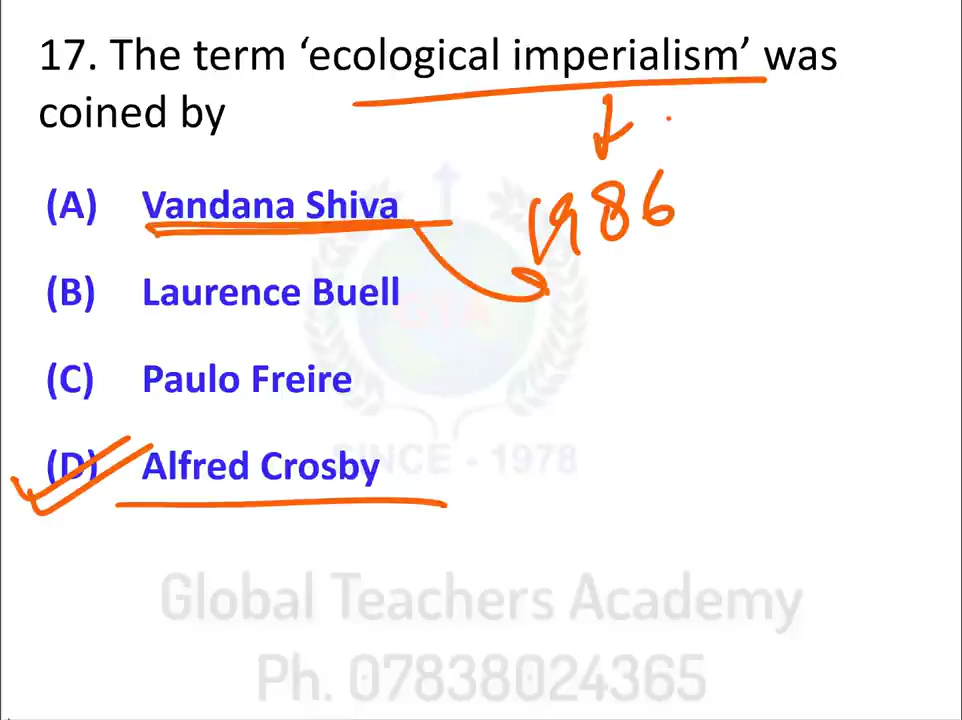 17. The term ‘ecological imperialism’ was
coined by
(A) Vandana Shiva
1986
(B) Laurence Buell
GTA
(C) Paulo Freire
SINCE - 1978
(D) Alfred Crosby
Global Teachers Academy
Ph. 07838024365